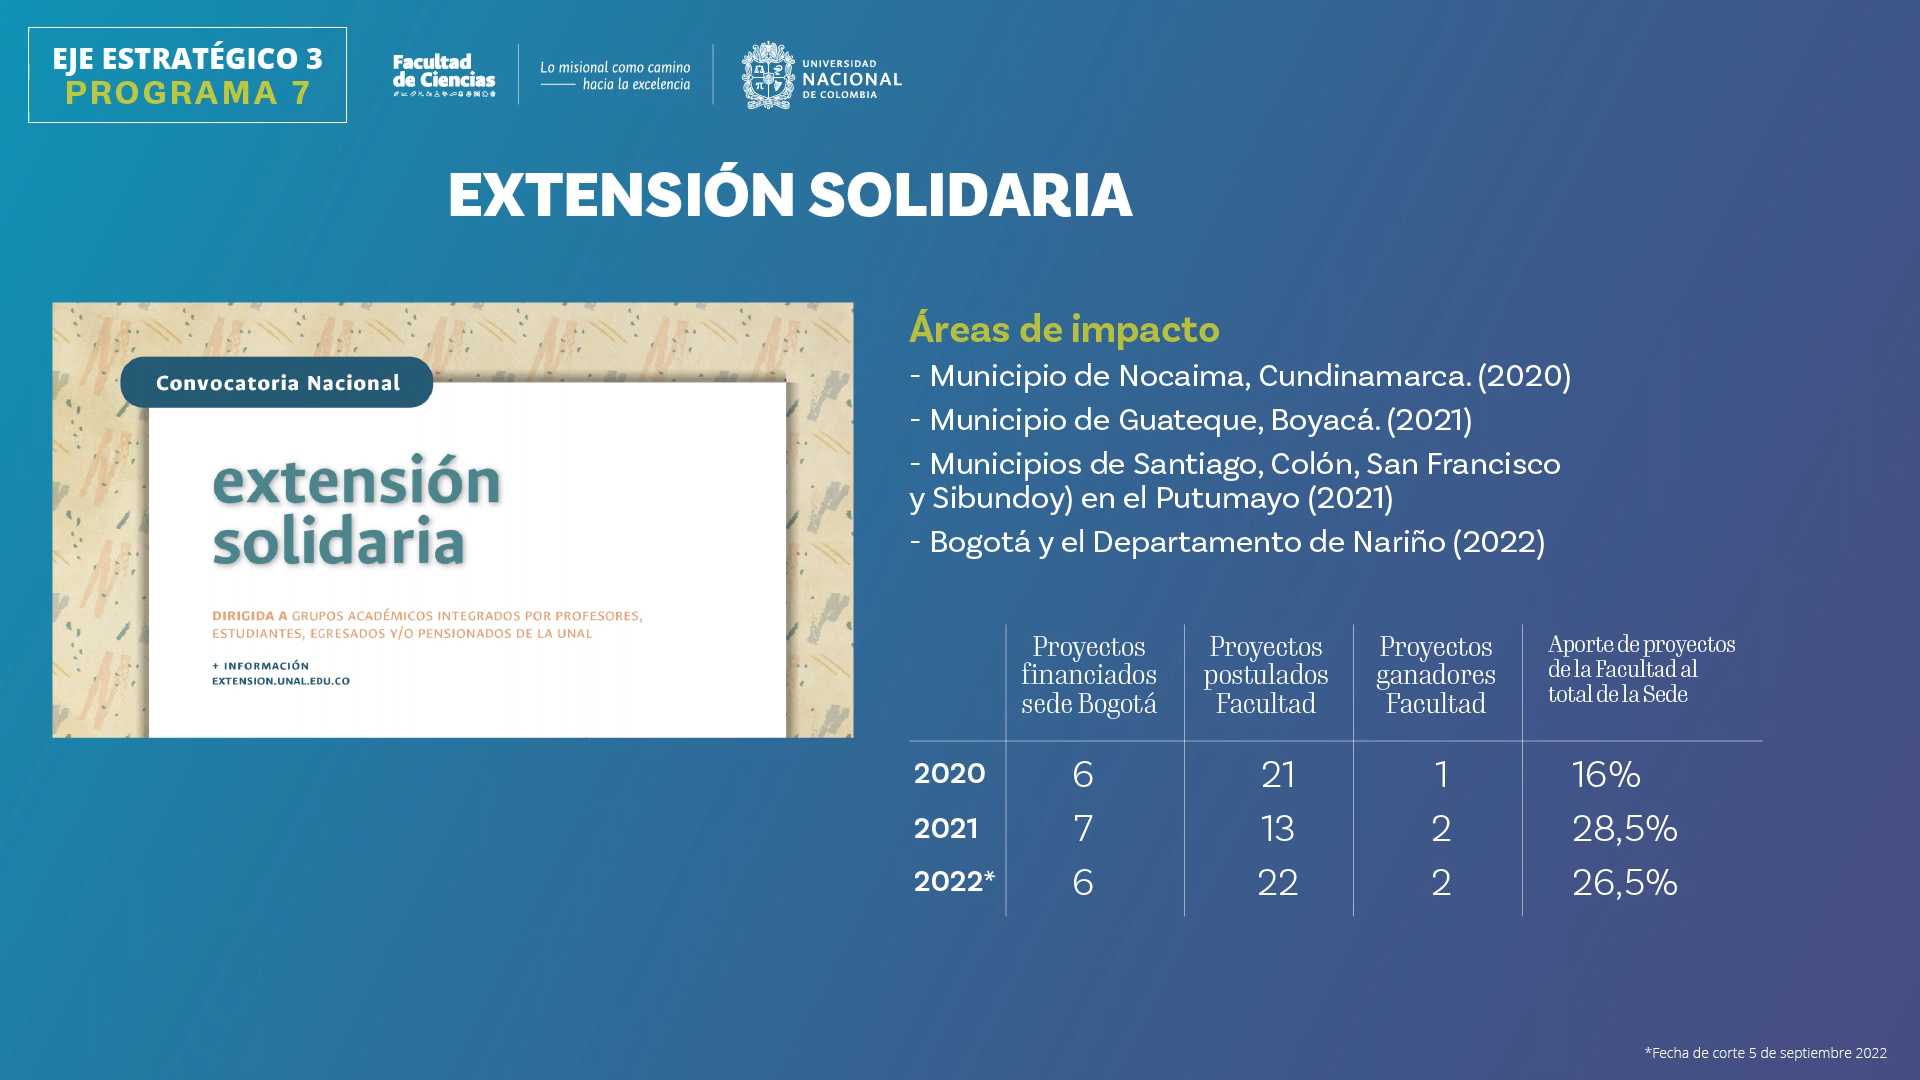 EJE ESTRATÉGICO 3
PROGRAMA 7
Facultad
de Ciencias
Lo misional como camino
hacia la excelencia
UNIVERSIDAD
NACIONAL
DE COLOMBIA
EXTENSIÓN SOLIDARIA
Convocatoria Nacional
extensión
solidaria
DIRIGIDA A GRUPOS ACADÉMICOS INTEGRADOS POR PROFESORES,
ESTUDIANTES, EGRESADOS Y/O PENSIONADOS DE LA UNAL
+ INFORMACIÓN
EXTENSION.UNAL.EDU.CO
Áreas de impacto
- Municipio de Nocaima, Cundinamarca. (2020)
- Municipio de Guateque, Boyacá. (2021)
- Municipios de Santiago, Colón, San Francisco
y Sibundoy) en el Putumayo (2021)
- Bogotá y el Departamento de Nariño (2022)
Proyectos
financiados
sede Bogotá
Proyectos
postulados
Facultad
Proyectos
ganadores
Facultad
Aporte de proyectos
de la Facultad al
total de la Sede
2020 6 21 1 16%
2021 7 13 2 28,5%
2022* 6 22 2 26,5%
*Fecha de corte 5 de septiembre 2022